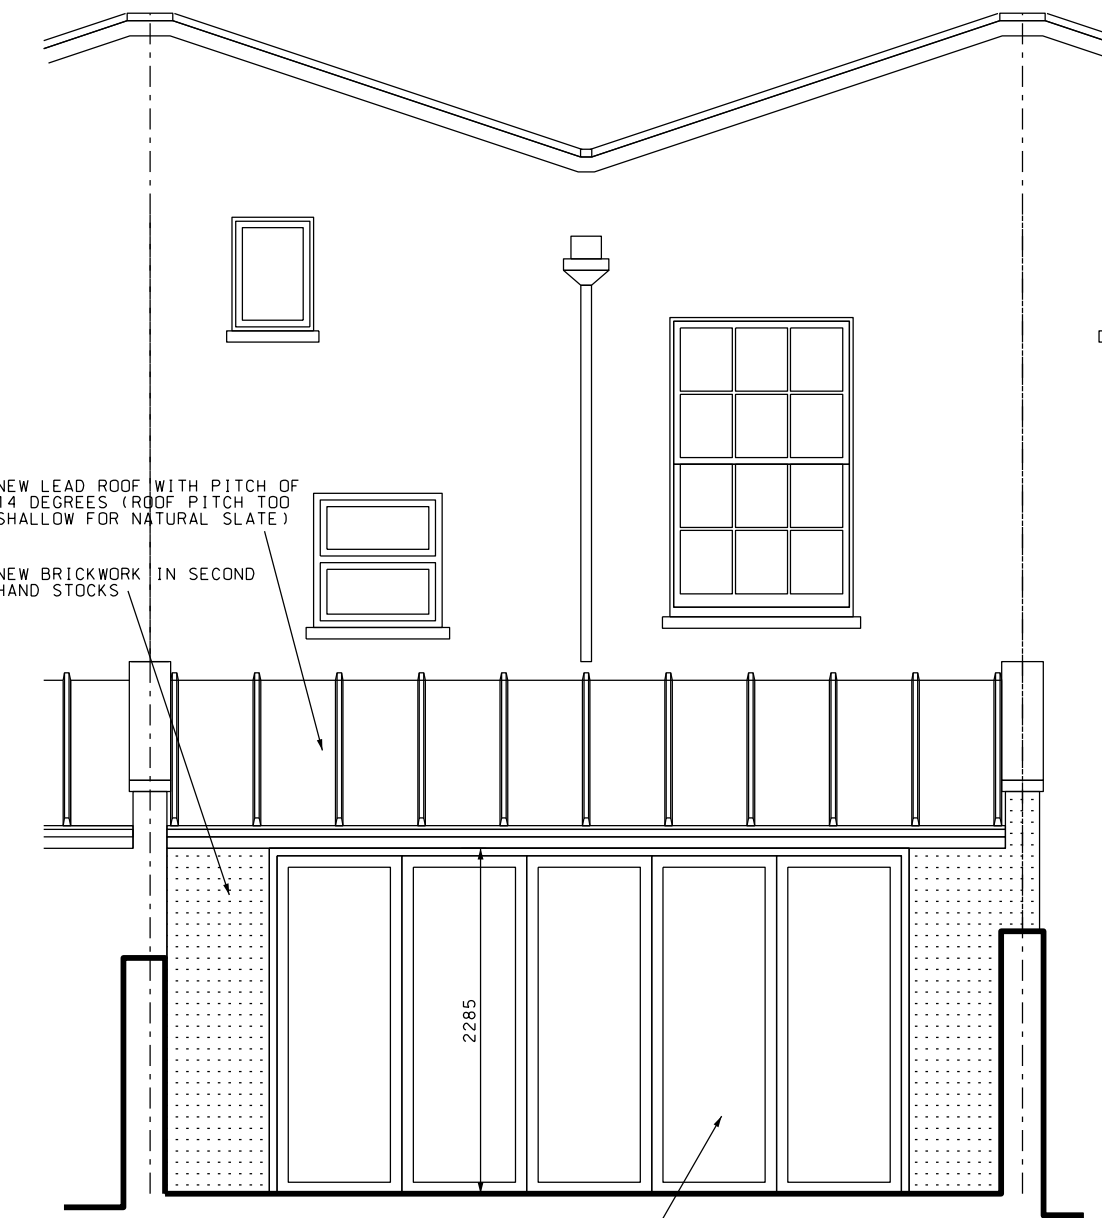 NEW LEAD ROOF WITH PITCH OF
14 DEGREES (ROOF PITCH TOO
SHALLOW FOR NATURAL SLATE)
NEW BRICKWORK IN SECOND
HAND STOCKS
2285